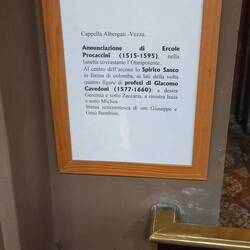 Cappella Albergati -Vezza.
Annunciazione di Ercole
Procaccini (1515-1595), nella
lunetta sovrastante l'Onnipotente.
Al centro dell'arcone lo Spirito Santo
in forma di colomba, ai lati della volta
quattro figure di profeti di Giacomo
Cavedoni (1577-1660) a destra
Geremia e sotto Zaccaria, a sinistra Isaia
e sotto Michea.
Statua settecentesca di san Giuseppe e
Gesù Bambino.